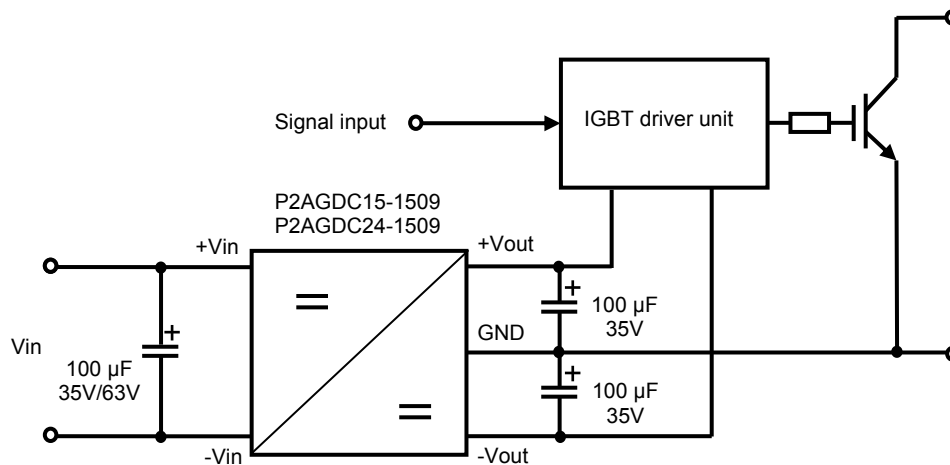 Signal input
IGBT driver unit
P2AGDC15-1509
P2AGDC24-1509
+Vin
+Vout
+
100 µF
35V
Vin
+
100 µF
35V/63V
GND
+
100 µF
35V
-Vin
-Vout